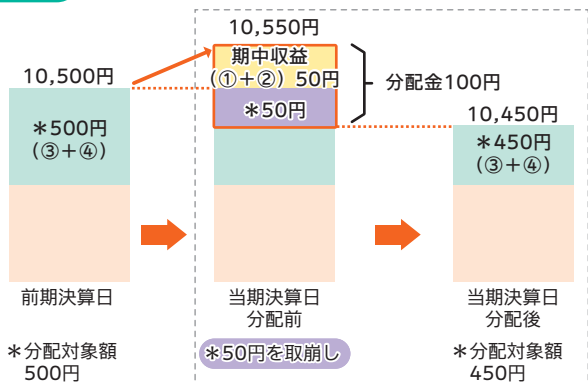 10,550円
期中収益
(①+②) 50円
分配金100円
10,500円
*50円
10,450円
*500円
(③+④)
*450円
(③+④)
前期決算日
当期決算日
分配前
当期決算日
分配後
*分配対象額
500円
*50円を取崩し
*分配対象額
450円